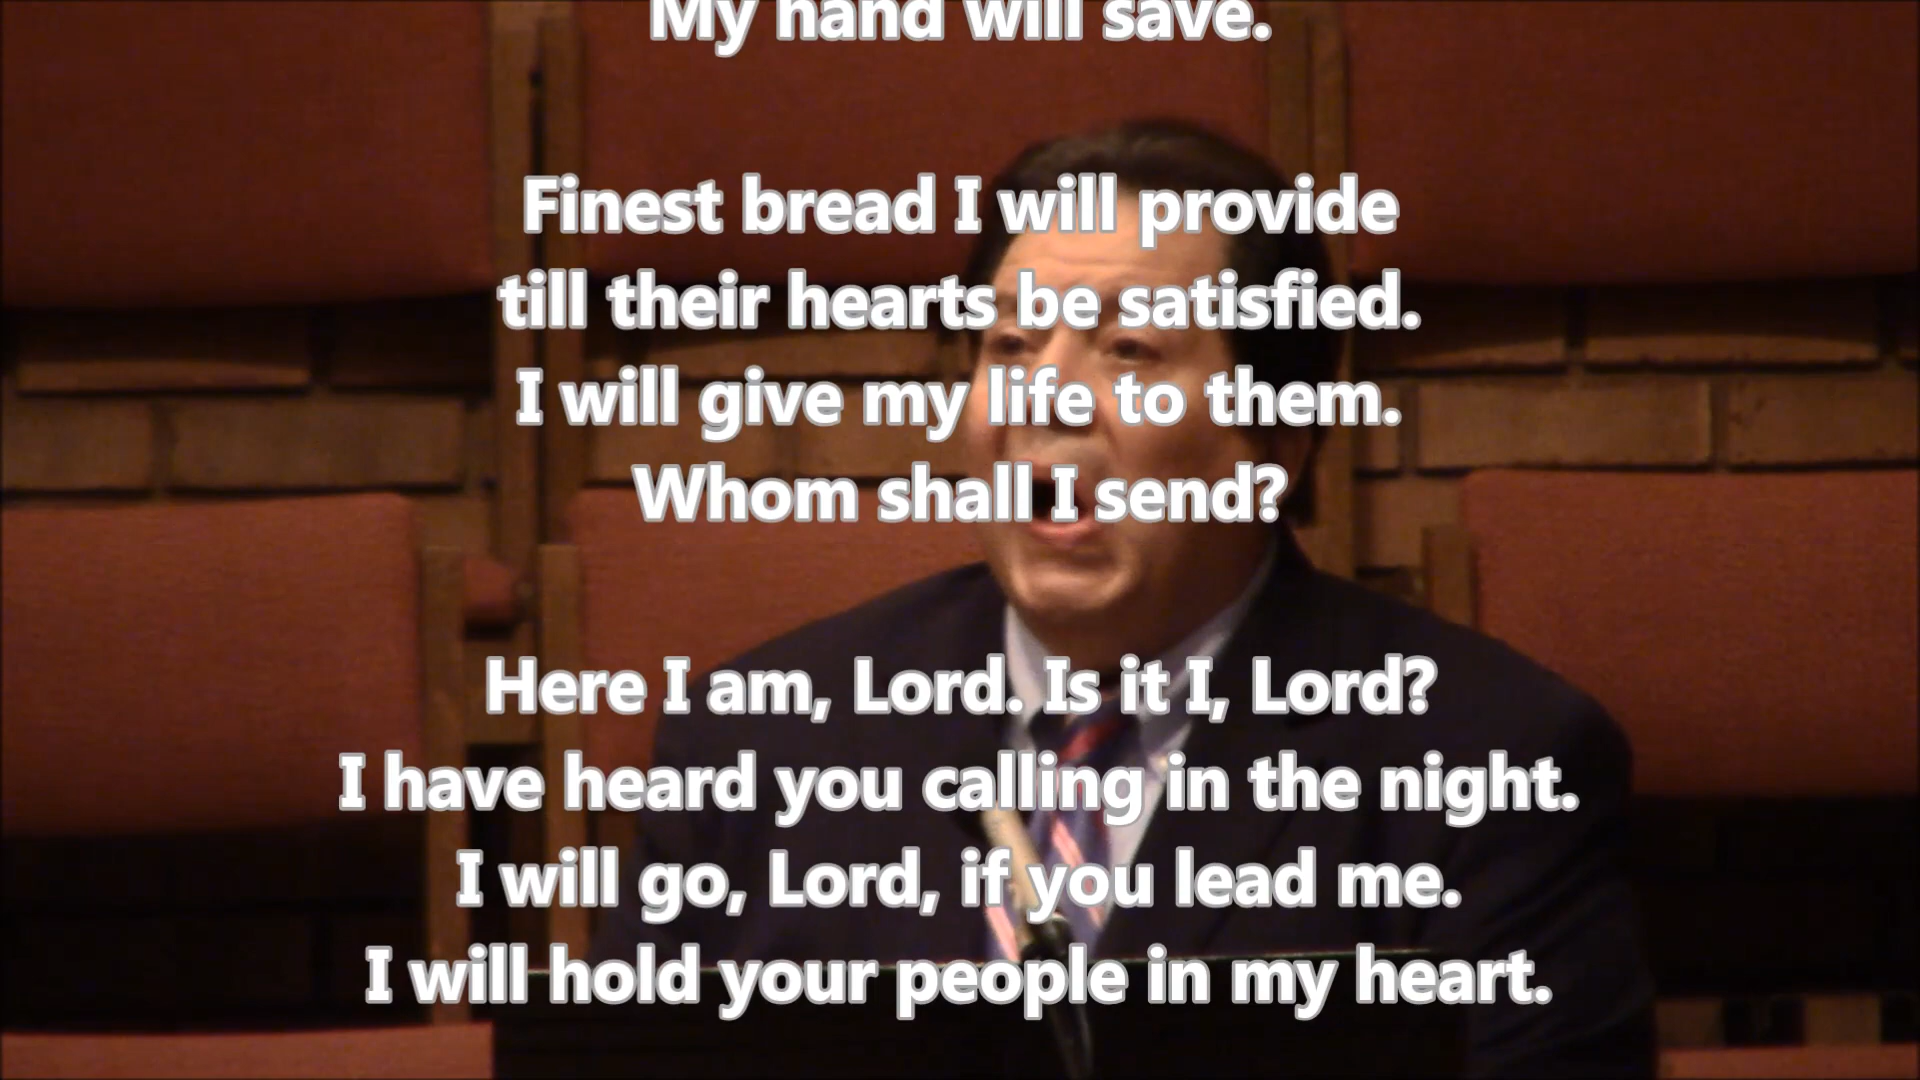 My hand will save.
Finest bread I will provide
till their hearts be satisfied.
I will give my life to them.
Whom shall I send?
Here I am, Lord. Is it I, Lord?
I have heard you calling in the night.
I will go, Lord, if you lead me.
I will hold your people in my heart.